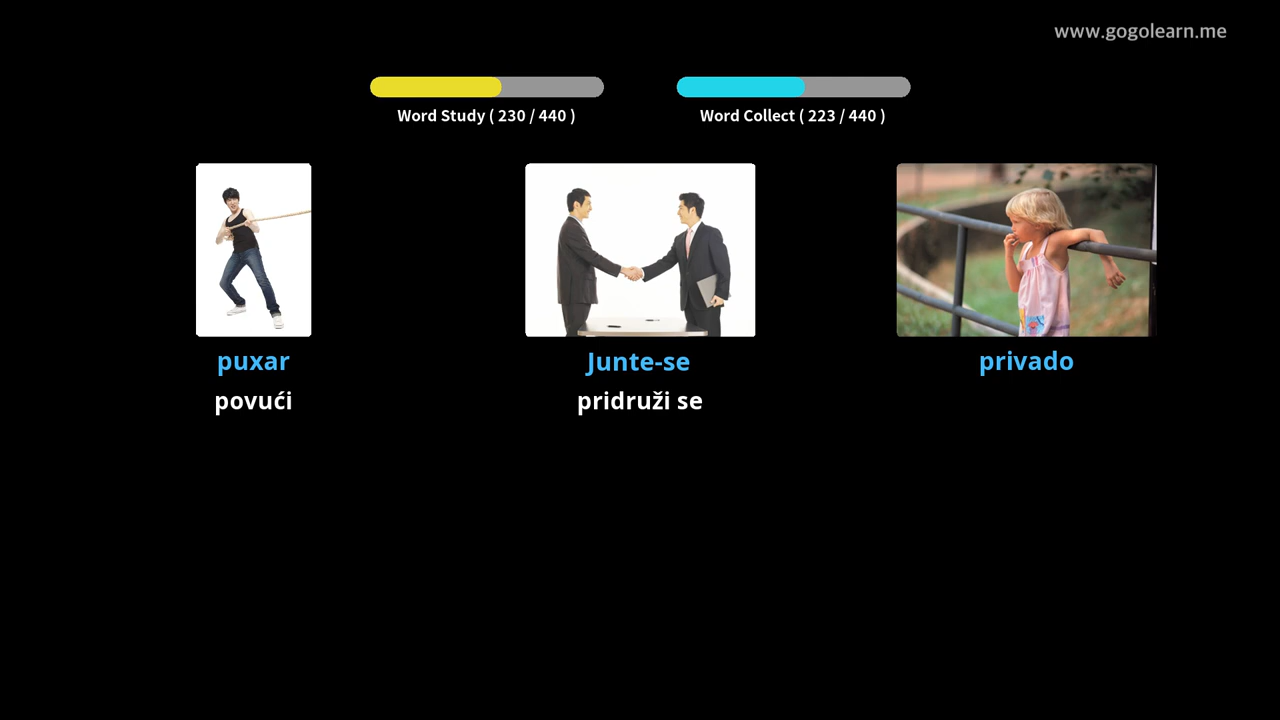 www.gogolearn.me
Word Study ( 230 / 440 )
Word Collect ( 223 / 440 )
puxar
Junte-se
privado
povući
pridruži se